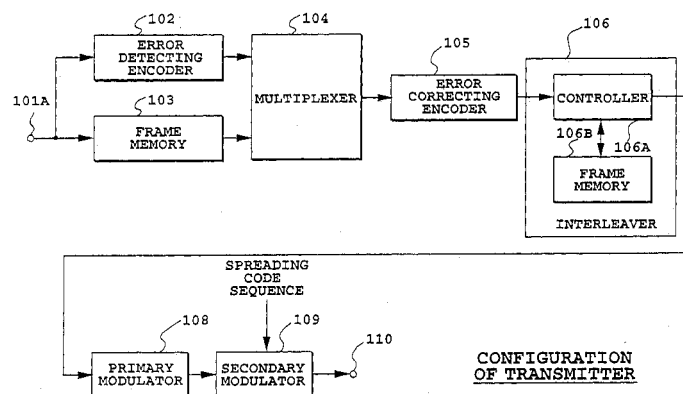 102
ERROR
DETECTING
ENCODER
101A
103
FRAME
MEMORY
104
MULTIPLEXER
105
ERROR
CORRECTING
ENCODER
106
CONTROLLER
106B
106A
FRAME
MEMORY
INTERLEAVER
SPREADING
CODE
SEQUENCE
108
PRIMARY
MODULATOR
109
SECONDARY
MODULATOR
110
CONFIGURATION
OF TRANSMITTER